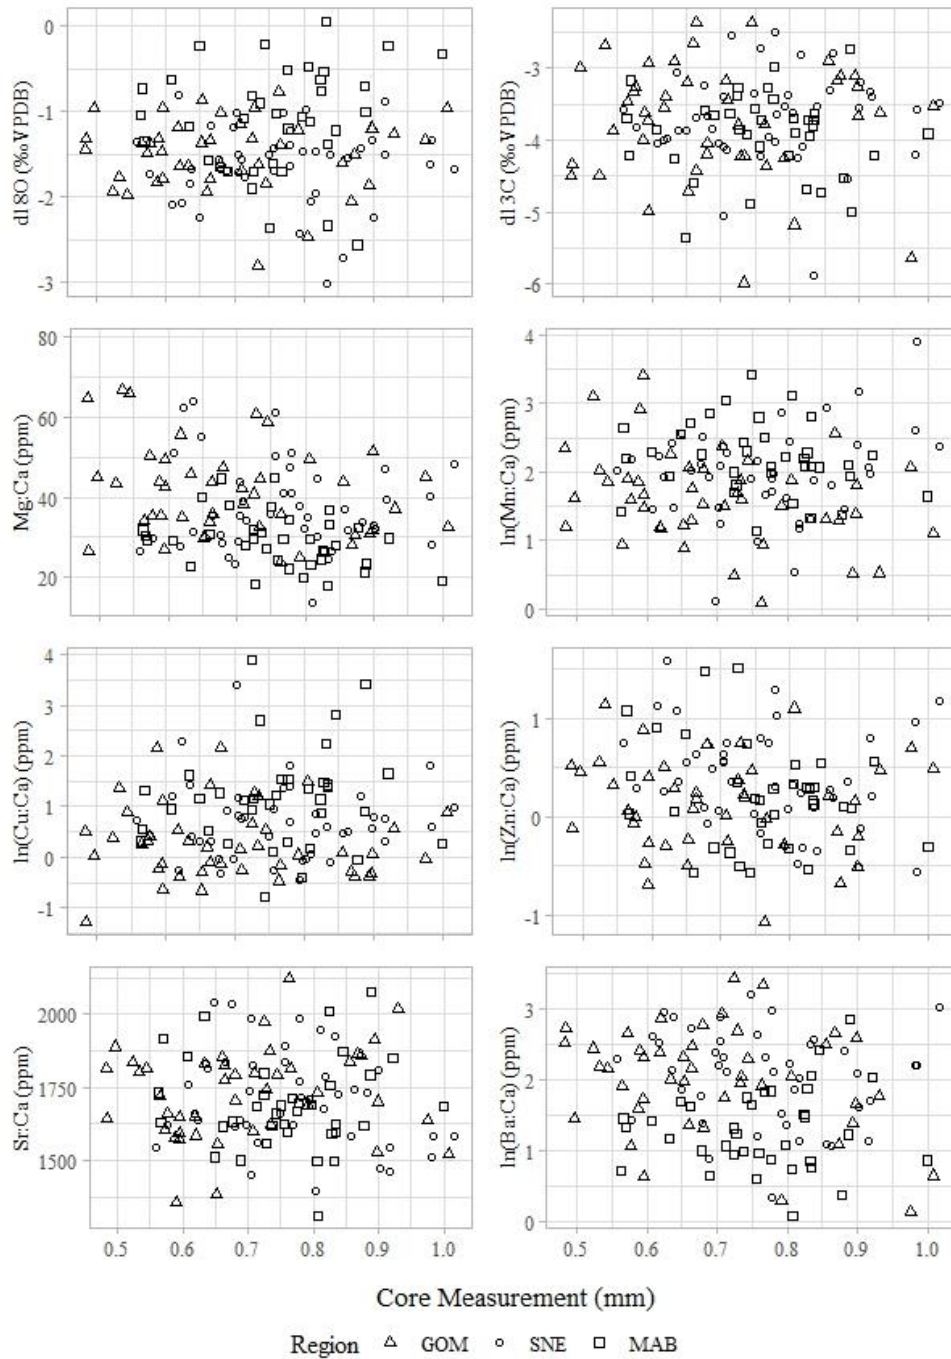 d18O (‰VPDB)
0
-1
-2
-3
d13C (‰VPDB)
-3
-4
-5
-6
Mg:Ca (ppm)
80
60
40
20
ln(Mn:Ca) (ppm)
4
3
2
1
0
ln(Cu:Ca) (ppm)
4
3
2
1
0
-1
ln(Zn:Ca) (ppm)
1
0
-1
Sr:Ca (ppm)
2000
1750
1500
ln(Ba:Ca) (ppm)
3
2
1
0
0.5 0.6 0.7 0.8 0.9 1.0
0.5 0.6 0.7 0.8 0.9 1.0
Core Measurement (mm)
Region GOM SNE MAB